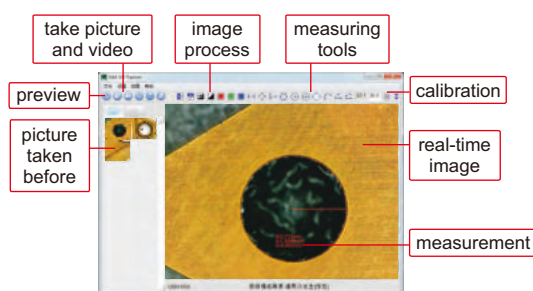 take picture
and video
image
process
measuring
tools
preview
calibration
picture
taken
before
real-time
image
measurement